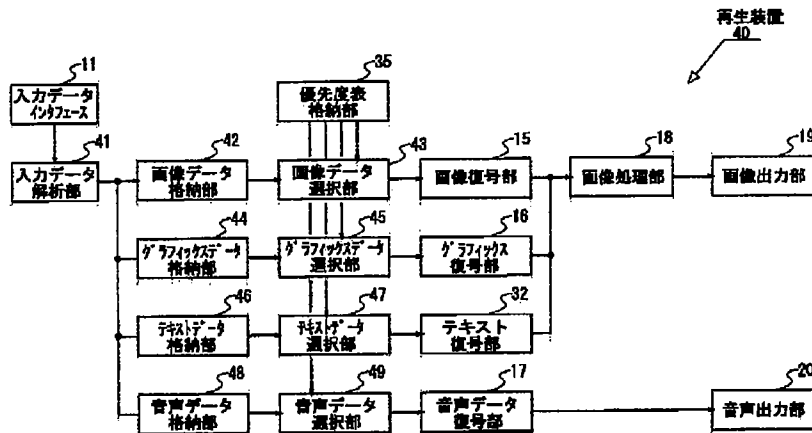 再生装置
40
11
入力データ
インタフェース
35
優先度表
格納部
41
入力データ
解析部
42
画像データ
格納部
43
画像データ
選択部
15
画像復号部
18
画像処理部
19
画像出力部
44
グラフィックスデータ
格納部
45
グラフィックスデータ
選択部
16
グラフィックス
復号部
46
テキストデータ
格納部
47
テキストデータ
選択部
32
テキスト
復号部
48
音声データ
格納部
49
音声データ
選択部
17
音声データ
復号部
20
音声出力部